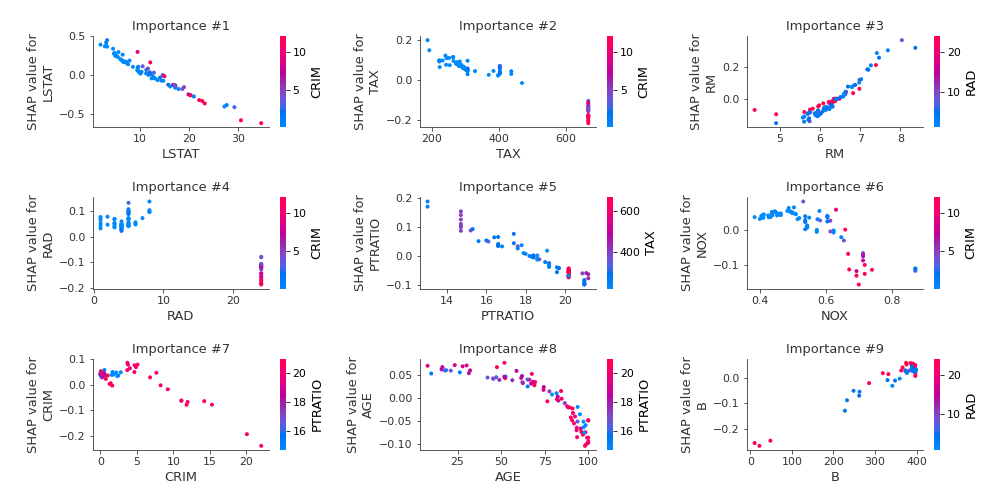 Importance #1
SHAP value for
LSTAT
0.5
0.0
−0.5
10
20
30
LSTAT
10
5
CRIM
Importance #2
SHAP value for
TAX
0.2
0.0
−0.2
200
400
600
TAX
10
5
CRIM
Importance #3
SHAP value for
RM
0.2
0.0
5
6
7
8
RM
20
10
RAD
Importance #4
SHAP value for
RAD
0.1
0.0
−0.1
−0.2
0
20
RAD
10
5
CRIM
Importance #5
SHAP value for
PTRATIO
0.2
0.1
0.0
−0.1
14
16
18
20
PTRATIO
600
400
TAX
Importance #6
SHAP value for
NOX
0.0
−0.1
0.4
0.6
0.8
NOX
10
5
CRIM
Importance #7
SHAP value for
CRIM
0.1
0.0
−0.1
−0.2
0
5
10
15
20
CRIM
20
18
16
PTRATIO
Importance #8
SHAP value for
AGE
0.05
0.00
−0.05
−0.10
25
50
75
100
AGE
20
18
16
PTRATIO
Importance #9
SHAP value for
B
0.0
−0.1
−0.2
0
100
200
300
400
B
20
10
RAD